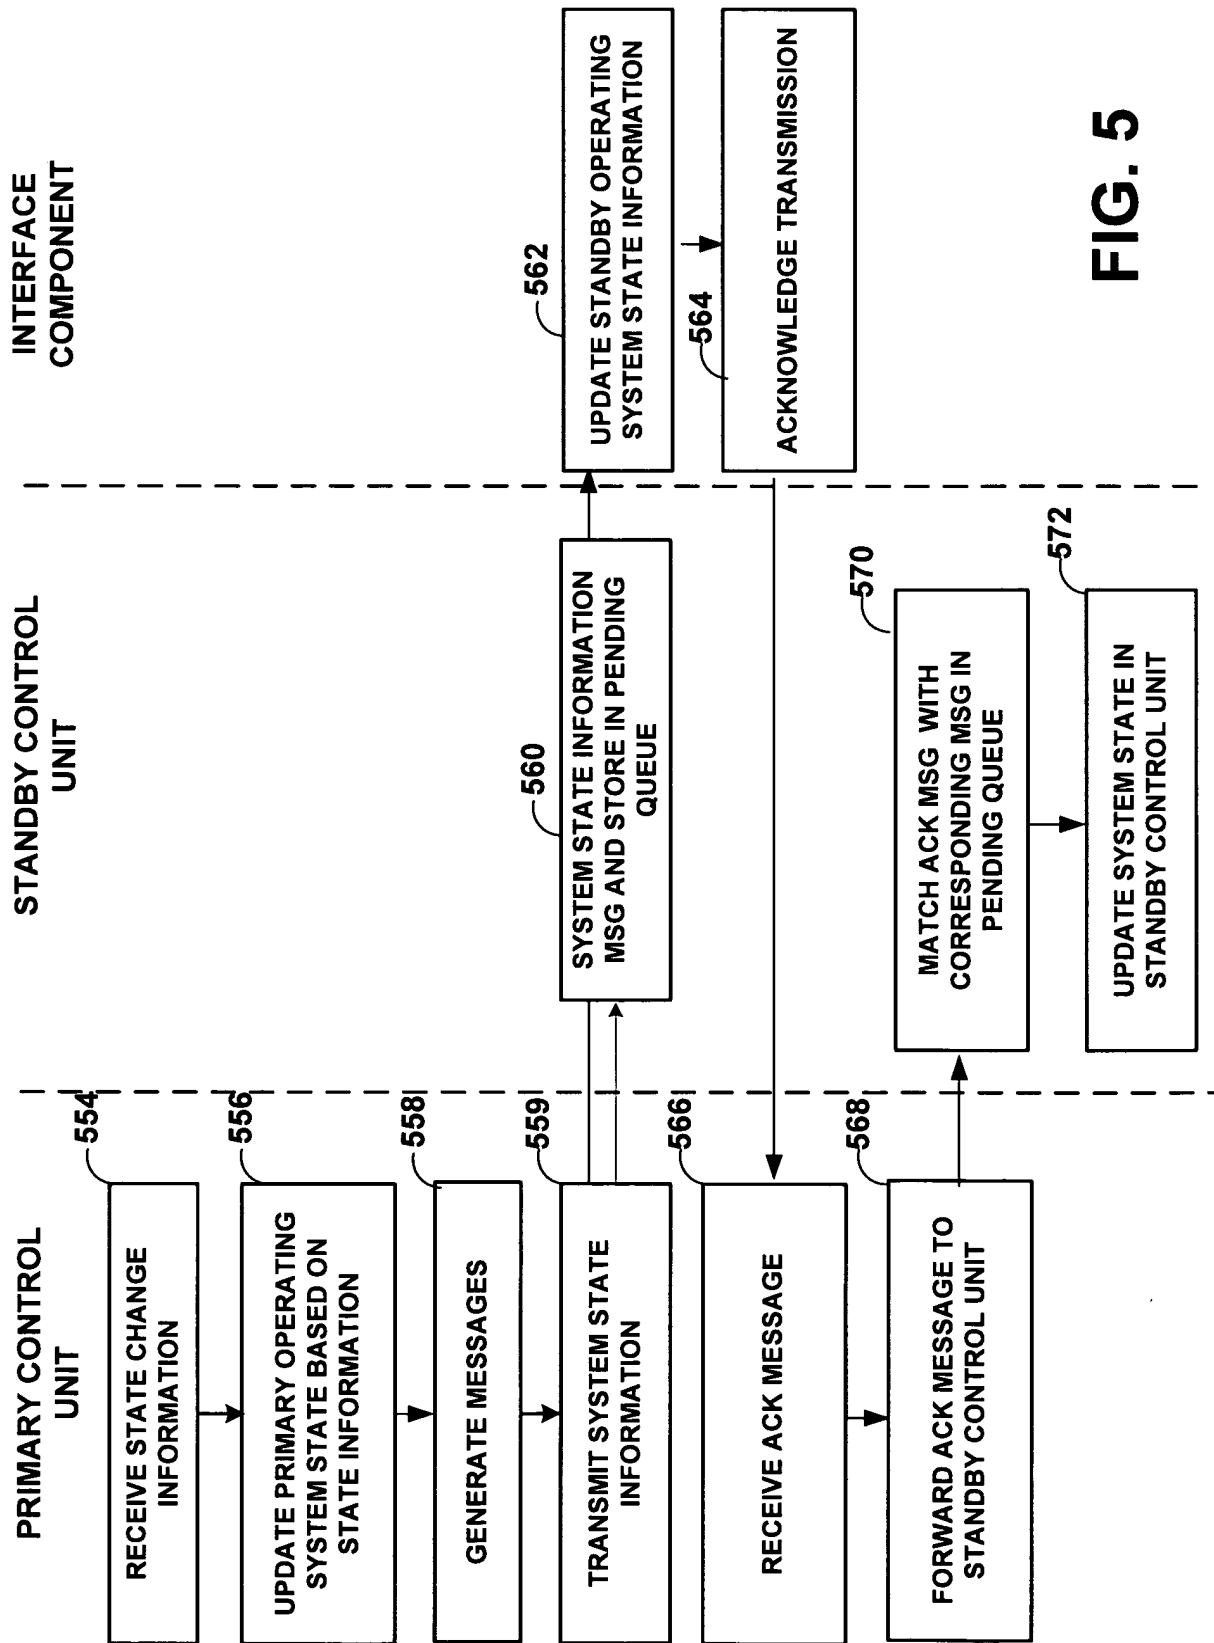 PRIMARY CONTROL
UNIT
STANDBY CONTROL
UNIT
INTERFACE
COMPONENT
554
RECEIVE STATE CHANGE
INFORMATION
556
UPDATE PRIMARY OPERATING
SYSTEM STATE BASED ON
STATE INFORMATION
558
GENERATE MESSAGES
559
TRANSMIT SYSTEM STATE
INFORMATION
560
SYSTEM STATE INFORMATION
MSG AND STORE IN PENDING
QUEUE
562
UPDATE STANDBY OPERATING
SYSTEM STATE INFORMATION
564
ACKNOWLEDGE TRANSMISSION
566
RECEIVE ACK MESSAGE
568
FORWARD ACK MESSAGE TO
STANDBY CONTROL UNIT
570
MATCH ACK MSG WITH
CORRESPONDING MSG IN
PENDING QUEUE
572
UPDATE SYSTEM STATE IN
STANDBY CONTROL UNIT
FIG. 5